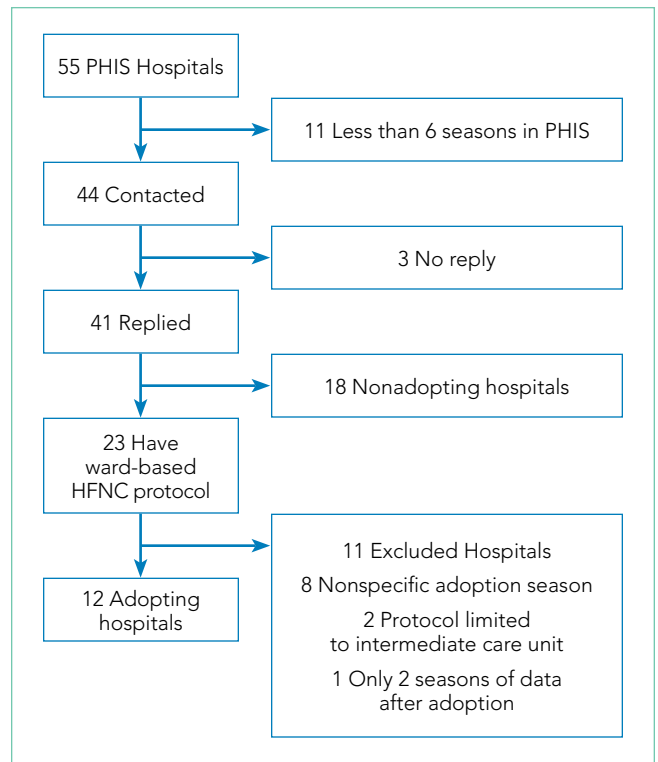 55 PHIS Hospitals
11 Less than 6 seasons in PHIS
44 Contacted
3 No reply
41 Replied
18 Nonadopting hospitals
23 Have
ward-based
HFNC protocol
11 Excluded Hospitals
8 Nonspecific adoption season
2 Protocol limited
to intermediate care unit
1 Only 2 seasons of data
after adoption
12 Adopting
hospitals